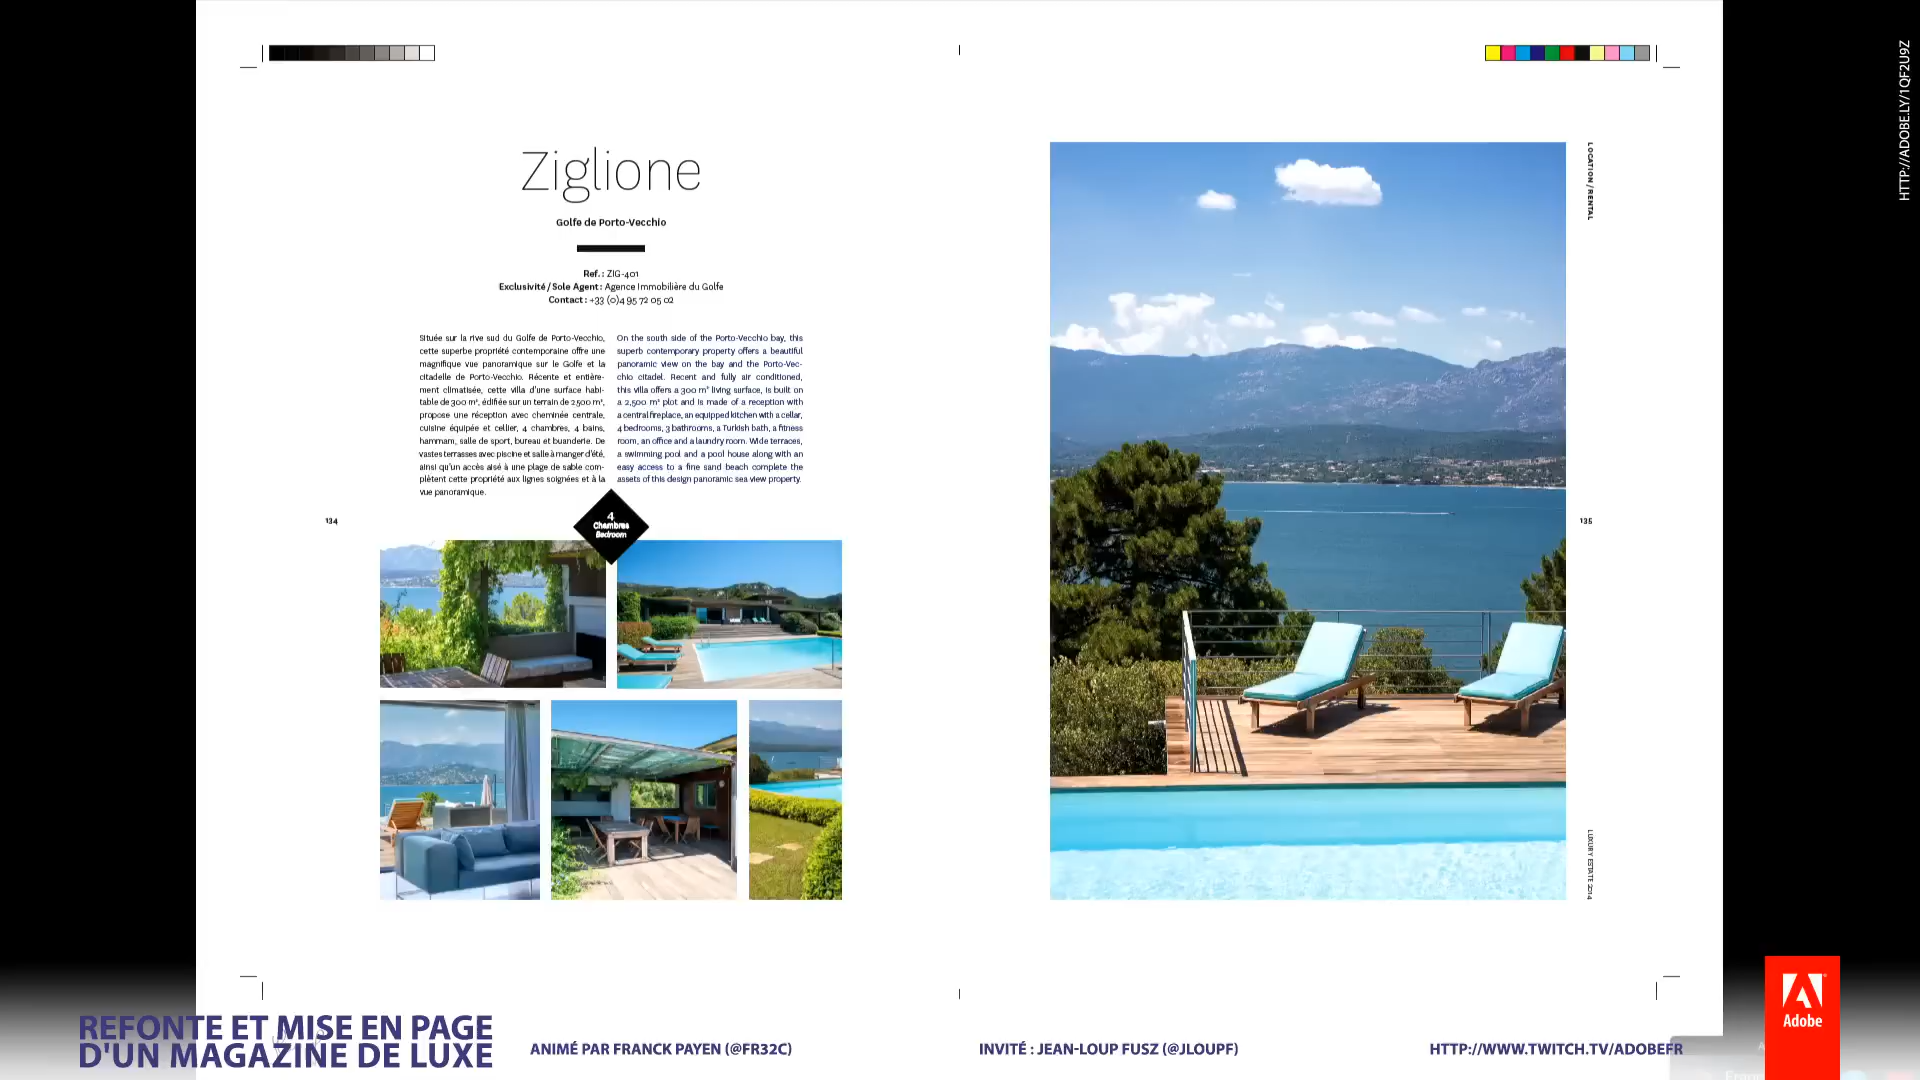 HTTP://ADOBE.LY/1QF2U9Z
Ziglione
Golfe de Porto-Vecchio
Ref. : ZIG-401
Exclusivité / Sole Agent : Agence Immobilière du Golfe
Contact : +33 (0)4 95 72 05 02
Située sur la rive sud du Golfe de Porto-Vecchio,
cette superbe propriété contemporaine offre une
magnifique vue panoramique sur le Golfe et la
citadelle de Porto-Vecchio. Récente et entière-
ment climatisée, cette villa d'une surface habi-
table de 300 m², édifiée sur un terrain de 2500 m²,
propose une réception avec cheminée centrale,
cuisine équipée et cellier, 4 chambres, 4 bains,
hammam, salle de sport, bureau et buanderie. De
vastes terrasses avec piscine et salle à manger d'été,
ainsi qu'un accès aisé à une plage de sable com-
plètent cette propriété aux lignes soignées et à la
vue panoramique.
On the south side of the Porto-Vecchio bay, this
superb contemporary property offers a beautiful
panoramic view on the bay and the Porto-Vec-
chio citadel. Recent and fully air conditioned,
this villa offers a 300 m² living surface, is built on
a 2,500 m² plot and is made of a reception with
a central fireplace, an equipped kitchen with a cellar,
4 bedrooms, 3 bathrooms, a Turkish bath, a fitness
room, an office and a laundry room. Wide terraces,
a swimming pool and a pool house along with an
easy access to a fine sand beach complete the
assets of this design panoramic sea view property.
4
Chambres
Bedroom
134
LOCATION / RENTAL
135
LUXURY ESTATE 2014
REFONTE ET MISE EN PAGE
D'UN MAGAZINE DE LUXE
ANIMÉ PAR FRANCK PAYEN (@FR32C)
INVITÉ : JEAN-LOUP FUSZ (@JLOUPF)
HTTP://WWW.TWITCH.TV/ADOBEFR
Adobe